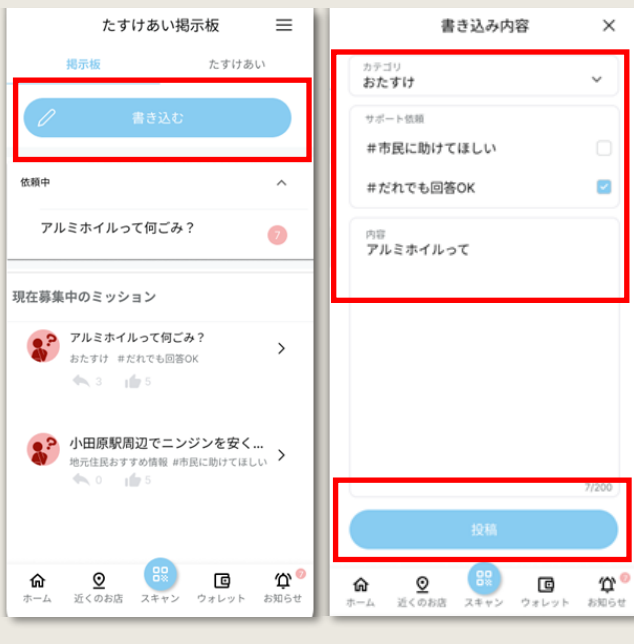 たすけあい掲示板
掲示板
たすけあい
書き込む
依頼中
アルミホイルって何ごみ？
7
現在募集中のミッション
アルミホイルって何ごみ？
おたすけ #だれでも回答OK
3 5
小田原駅周辺でニンジンを安く...
地元住民おすすめ情報 #市民に助けてほしい
0 5
ホーム
近くのお店
スキャン
ウォレット
7
お知らせ
書き込み内容
カテゴリ
おたすけ
サポート依頼
#市民に助けてほしい
#だれでも回答OK
内容
アルミホイルって
7/200
投稿
ホーム
近くのお店
スキャン
ウォレット
7
お知らせ